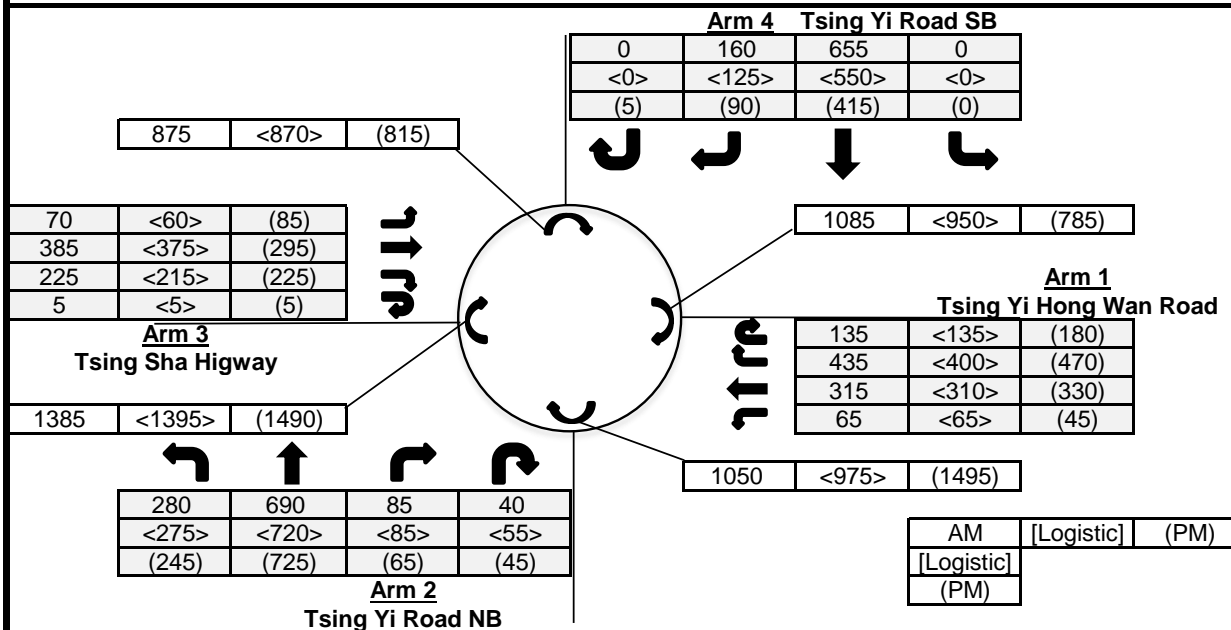 Arm 4 Tsing Yi Road SB
0 160 655 0
<0> <125> <550> <0>
(5) (90) (415) (0)
875 <870> (815)
70 <60> (85)
385 <375> (295)
225 <215> (225)
5 <5> (5)
Arm 3
Tsing Sha Higway
1085 <950> (785)
Arm 1
Tsing Yi Hong Wan Road
135 <135> (180)
435 <400> (470)
315 <310> (330)
65 <65> (45)
1385 <1395> (1490)
1050 <975> (1495)
280 690 85 40
<275> <720> <85> <55>
(245) (725) (65) (45)
Arm 2
Tsing Yi Road NB
AM [Logistic] (PM)
[Logistic]
(PM)